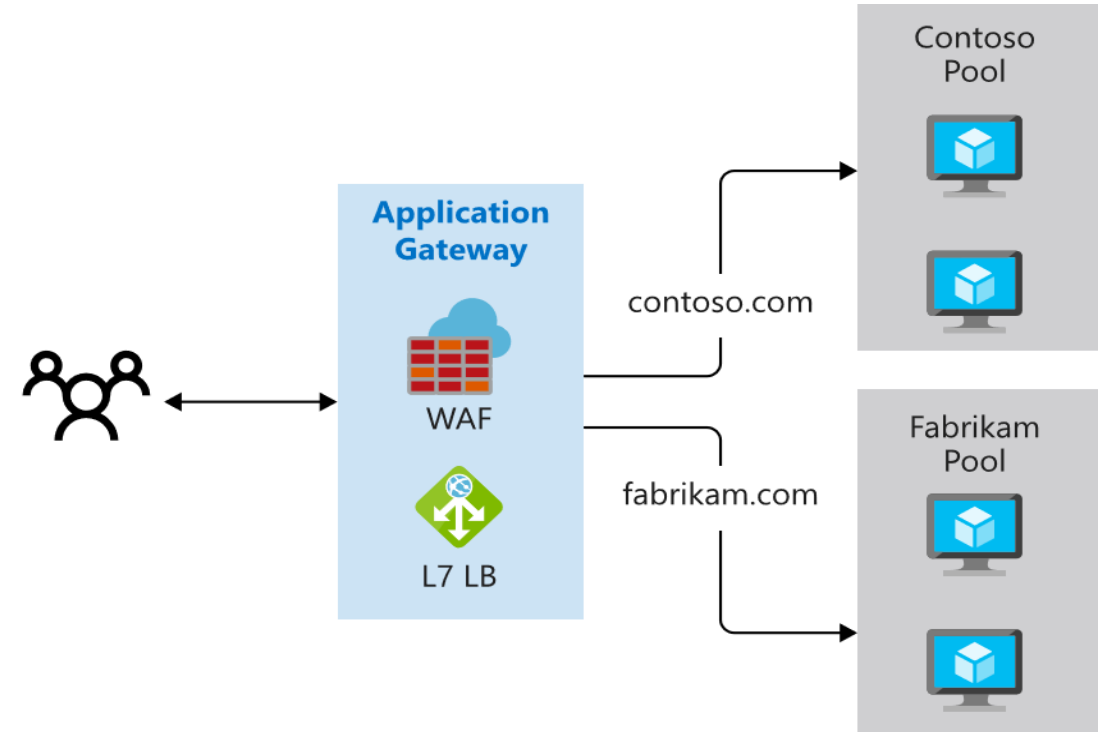 Contoso
Pool
Application
Gateway
contoso.com
WAF
Fabrikam
Pool
fabrikam.com
L7 LB